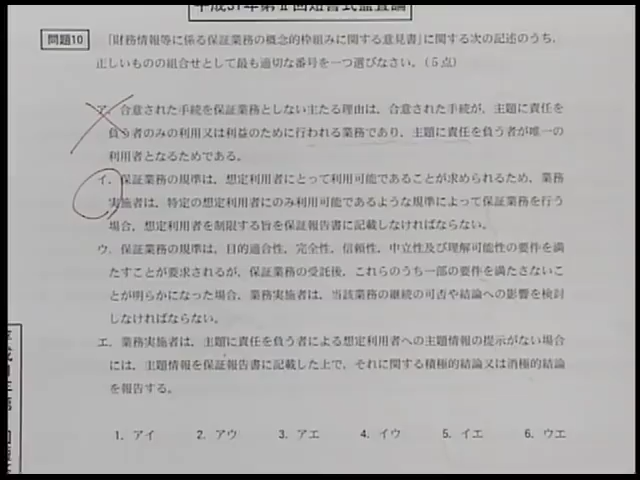 平成31年第Ⅱ回短答式監査論
問題10 「財務情報等に係る保証業務の概念的枠組みに関する意見書」に関する次の記述のうち,
正しいものの組合せとして最も適切な番号を一つ選びなさい。(5点)
ア. 合意された手続を保証業務としない主たる理由は,合意された手続が,主題に責任を
負う者のみの利用又は利益のために行われる業務であり,主題に責任を負う者が唯一の
利用者となるためである。
イ. 保証業務の規準は,想定利用者にとって利用可能であることが求められるため,業務
実施者は,特定の想定利用者にのみ利用可能であるような規準によって保証業務を行う
場合,想定利用者を制限する旨を保証報告書に記載しなければならない。
ウ. 保証業務の規準は,目的適合性,完全性,信頼性,中立性及び理解可能性の要件を満
たすことが要求されるが,保証業務の受託後,これらのうち一部の要件を満たさないこ
とが明らかになった場合,業務実施者は,当該業務の継続の可否や結論への影響を検討
しなければならない。
エ. 業務実施者は,主題に責任を負う者による想定利用者への主題情報の提示がない場合
には,主題情報を保証報告書に記載した上で,それに関する積極的結論又は消極的結論
を報告する。
1. アイ 2. アウ 3. アエ 4. イウ 5. イエ 6. ウエ